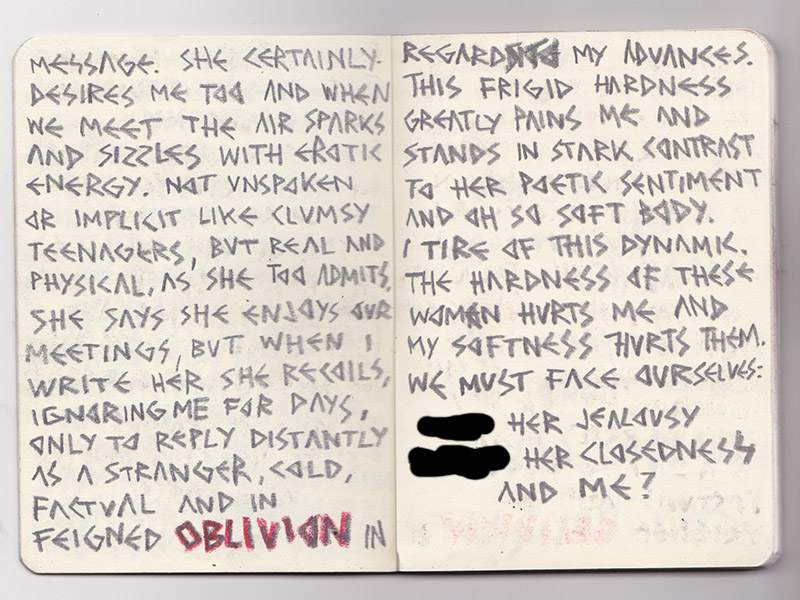 MESSAGE. SHE CERTAINLY
DESIRES ME TOO AND WHEN
WE MEET THE AIR SPARKS
AND SIZZLES WITH EROTIC
ENERGY. NOT UNSPOKEN
OR IMPLICIT LIKE CLUMSY
TEENAGERS, BUT REAL AND
PHYSICAL, AS SHE TOO ADMITS,
SHE SAYS SHE ENJOYS OUR
MEETINGS, BUT WHEN I
WRITE HER SHE RECOILS,
IGNORING ME FOR DAYS,
ONLY TO REPLY DISTANTLY
AS A STRANGER, COLD,
FACTUAL AND IN
FEIGNED OBLIVION IN
REGARD MY ADVANCES.
THIS FRIGID HARDNESS
GREATLY PAINS ME AND
STANDS IN STARK CONTRAST
TO HER POETIC SENTIMENT
AND OH SO SOFT BODY.
I TIRE OF THIS DYNAMIC.
THE HARDNESS OF THESE
WOMEN HURTS ME AND
MY SOFTNESS HURTS THEM.
WE MUST FACE OURSELVES:
HER JEALOUSY
HER CLOSEDNESS
AND ME?